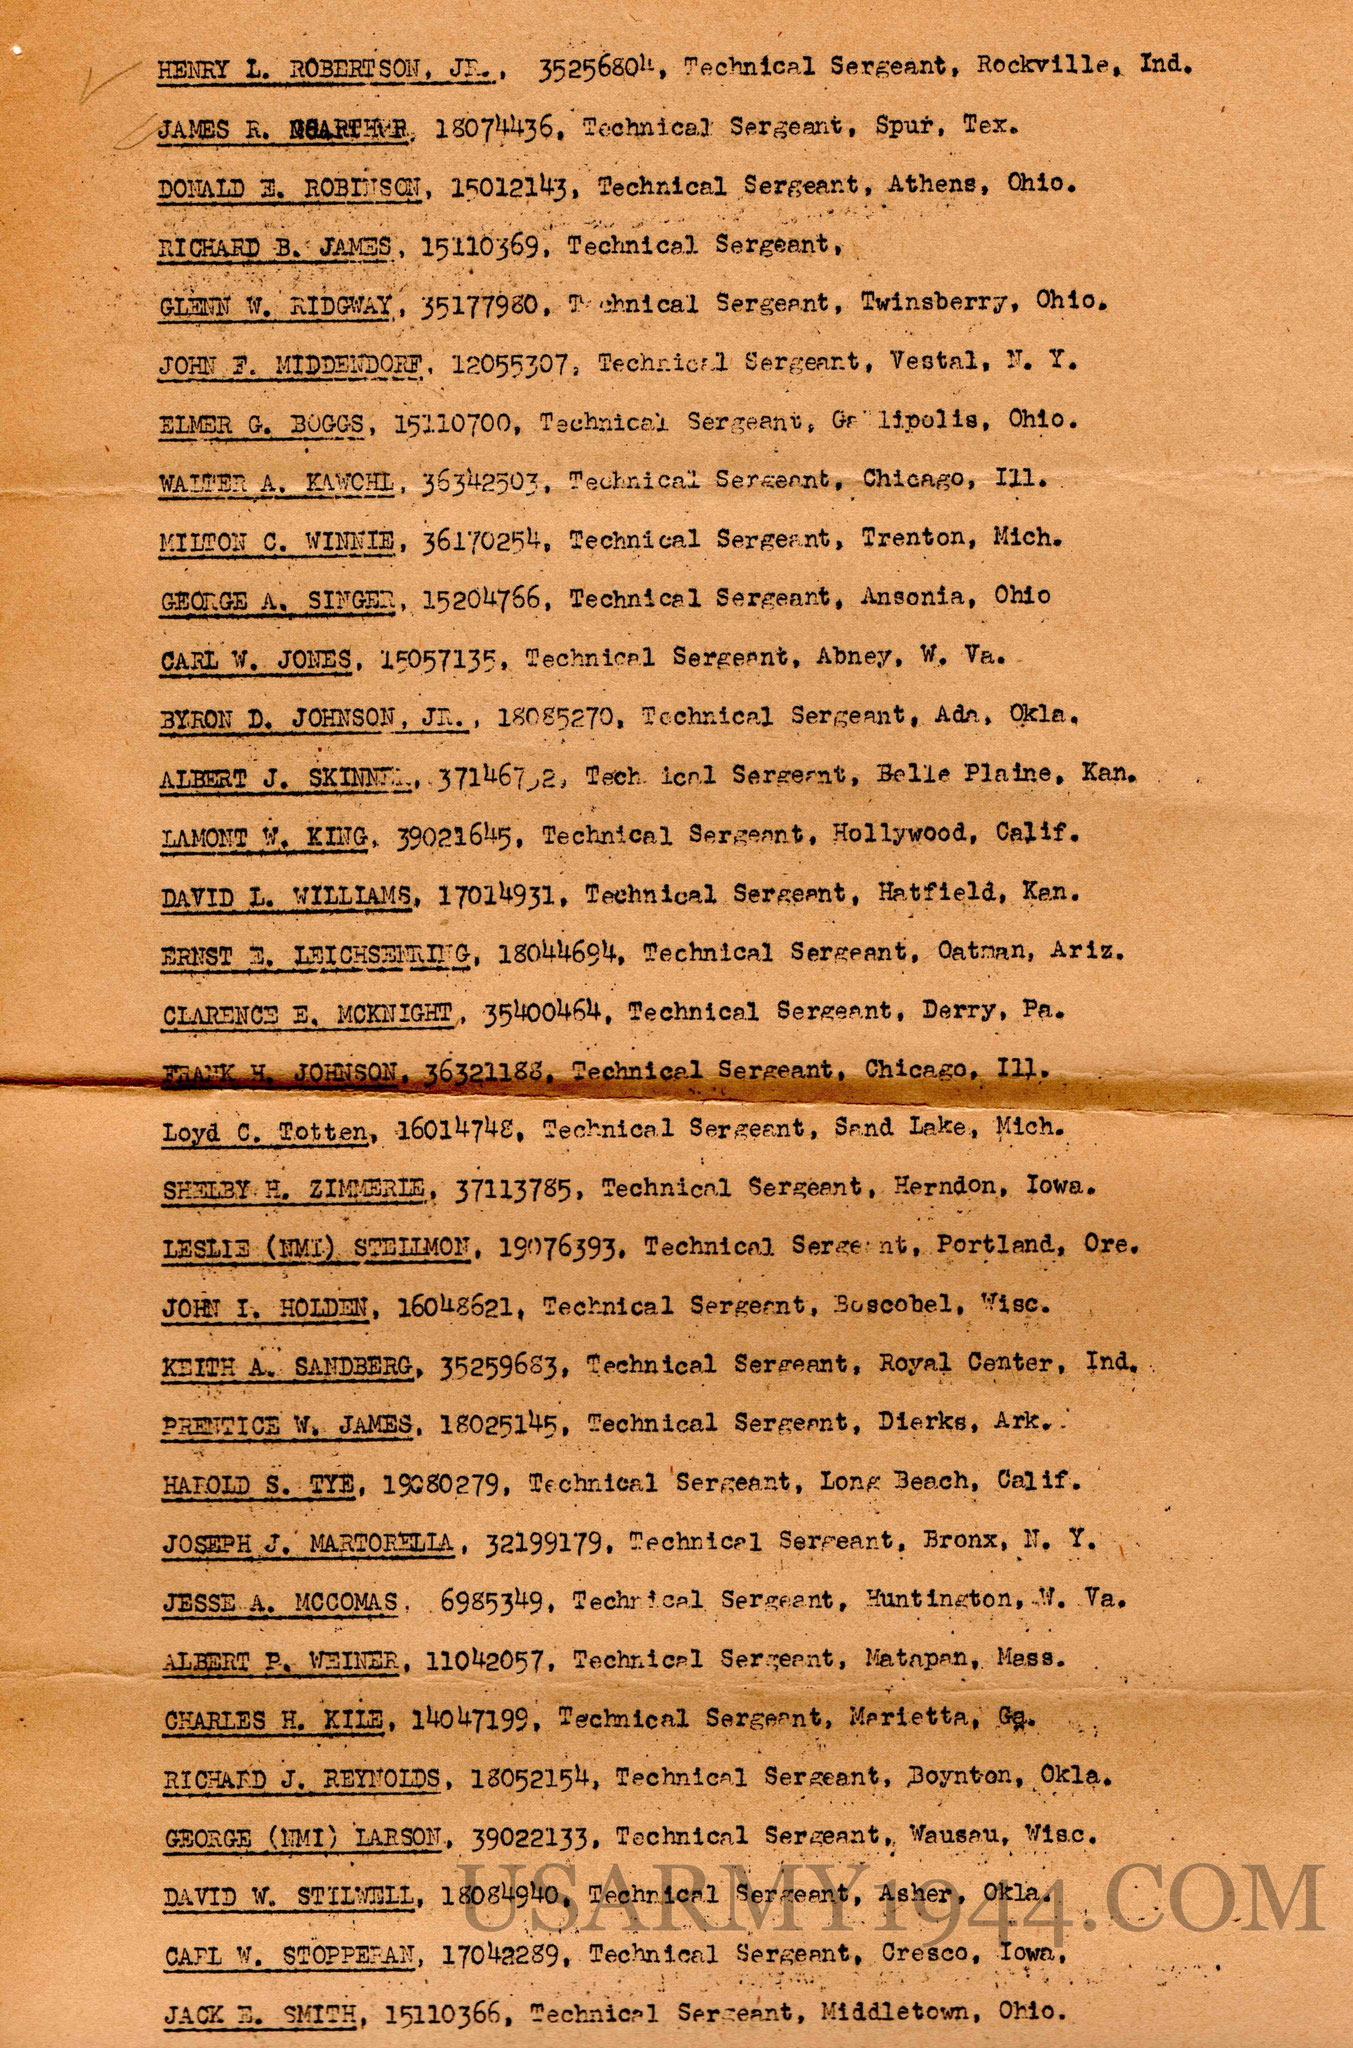 HENRY L. ROBERTSON, JR., 35256804, Technical Sergeant, Rockville, Ind.
JAMES R. 18074436, Technical Sergeant, Spur, Tex.
DONALD E. ROBINSON, 15012143, Technical Sergeant, Athens, Ohio.
RICHARD B. JAMES, 15110369, Technical Sergeant,
GLENN W. RIDGWAY, 35177980, Technical Sergeant, Twinsberry, Ohio.
JOHN F. MIDDENDORF, 12055307, Technical Sergeant, Vestal, N. Y.
ELMER G. BOGGS, 15110700, Technical Sergeant, Gallipolis, Ohio.
WALTER A. KAWOHL, 36342503, Technical Sergeant, Chicago, Ill.
MILTON C. WINNIE, 36170254, Technical Sergeant, Trenton, Mich.
GEORGE A. SINGER, 15204766, Technical Sergeant, Ansonia, Ohio
CARL W. JONES, 15057135, Technical Sergeant, Abney, W. Va.
BYRON D. JOHNSON, JR., 18085270, Technical Sergeant, Ada, Okla.
ALBERT J. SKINNER, Technical Sergeant, Belle Plaine, Kan.
LAMONT W. KING, 39021645, Technical Sergeant, Hollywood, Calif.
DAVID L. WILLIAMS, 17014931, Technical Sergeant, Hatfield, Kan.
ERNST E. LEICHSENRING, 18044694, Technical Sergeant, Oatman, Ariz.
CLARENCE E. MCKNIGHT, 35400464, Technical Sergeant, Derry, Pa.
FRANK H. JOHNSON, 36321188, Technical Sergeant, Chicago, Ill.
Loyd C. Totten, 16014748, Technical Sergeant, Sand Lake, Mich.
SHELBY H. ZIMMERLE, 37113785, Technical Sergeant, Herndon, Iowa.
LESLIE (NMI) STELLMON, 19076393, Technical Sergeant, Portland, Ore.
JOHN I. HOLDEN, 16048621, Technical Sergeant, Boscobel, Wisc.
KEITH A. SANDBERG, 35259683, Technical Sergeant, Royal Center, Ind.
PRENTICE W. JAMES, 18025145, Technical Sergeant, Dierks, Ark.
HAROLD S. TYE, 19080279, Technical Sergeant, Long Beach, Calif.
JOSEPH J. MARTORELLA, 32199179, Technical Sergeant, Bronx, N. Y.
JESSE A. MCCOMAS, 6985349, Technical Sergeant, Huntington, W. Va.
ALBERT P. WEINER, 11042057, Technical Sergeant, Matapan, Mass.
CHARLES H. KILE, 14047199, Technical Sergeant, Marietta, Ga.
RICHARD J. REYNOLDS, 18052154, Technical Sergeant, Boynton, Okla.
GEORGE (NMI) LARSON, 39022133, Technical Sergeant, Wausau, Wisc.
DAVID W. STILWELL, 18084940, Technical Sergeant, Asher, Okla.
CARL W. STOPPERAN, 17042289, Technical Sergeant, Cresco, Iowa.
USARMY1944.COM
JACK E. SMITH, 15110366, Technical Sergeant, Middletown, Ohio.